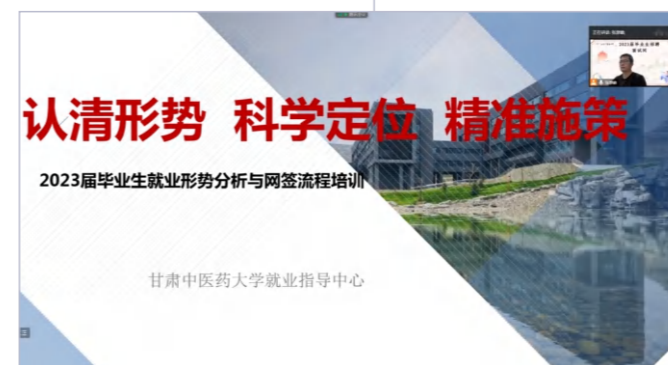 认清形势 科学定位 精准施策
2023届毕业生就业形势分析与网签流程培训
甘肃中医药大学就业指导中心